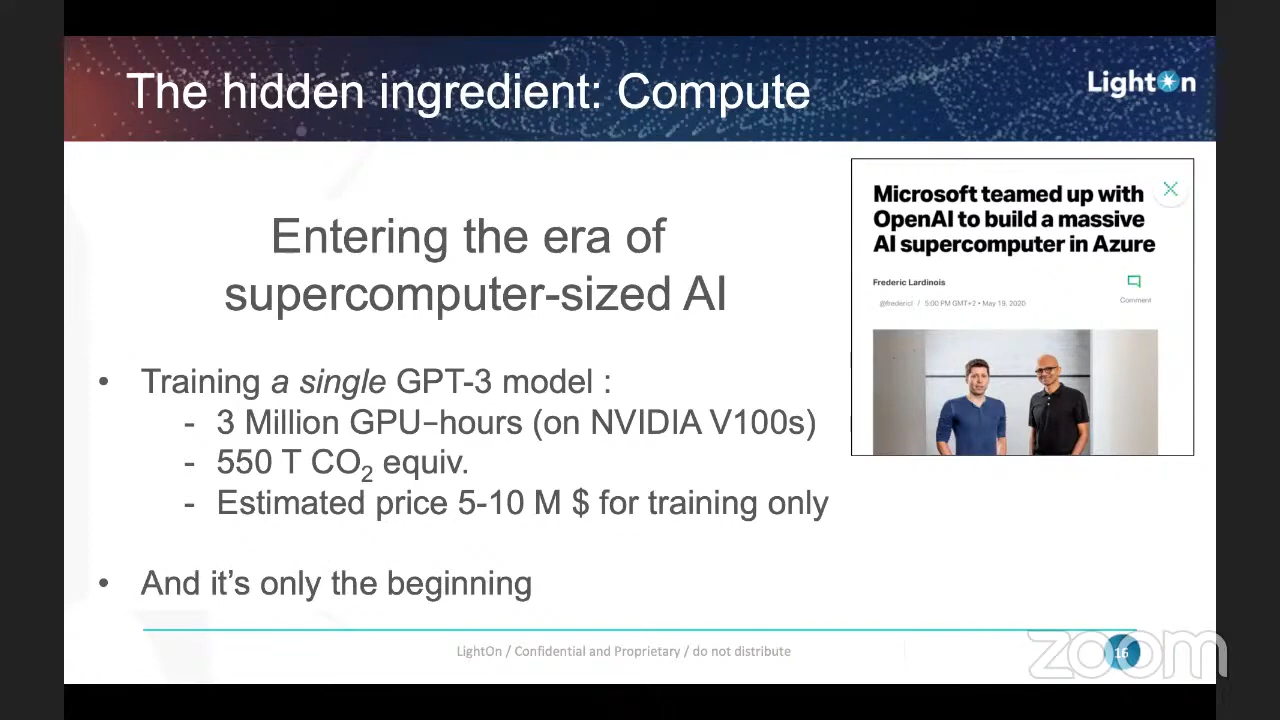 The hidden ingredient: Compute
LightOn
Entering the era of
supercomputer-sized AI
• Training a single GPT-3 model :
- 3 Million GPU-hours (on NVIDIA V100s)
- 550 T CO₂ equiv.
- Estimated price 5-10 M $ for training only
• And it's only the beginning
Microsoft teamed up with
OpenAI to build a massive
AI supercomputer in Azure
Frederic Lardinois
@fredericl / 5:00 PM GMT+2 • May 19, 2020
Comment
LightOn / Confidential and Proprietary / do not distribute
16
zoom